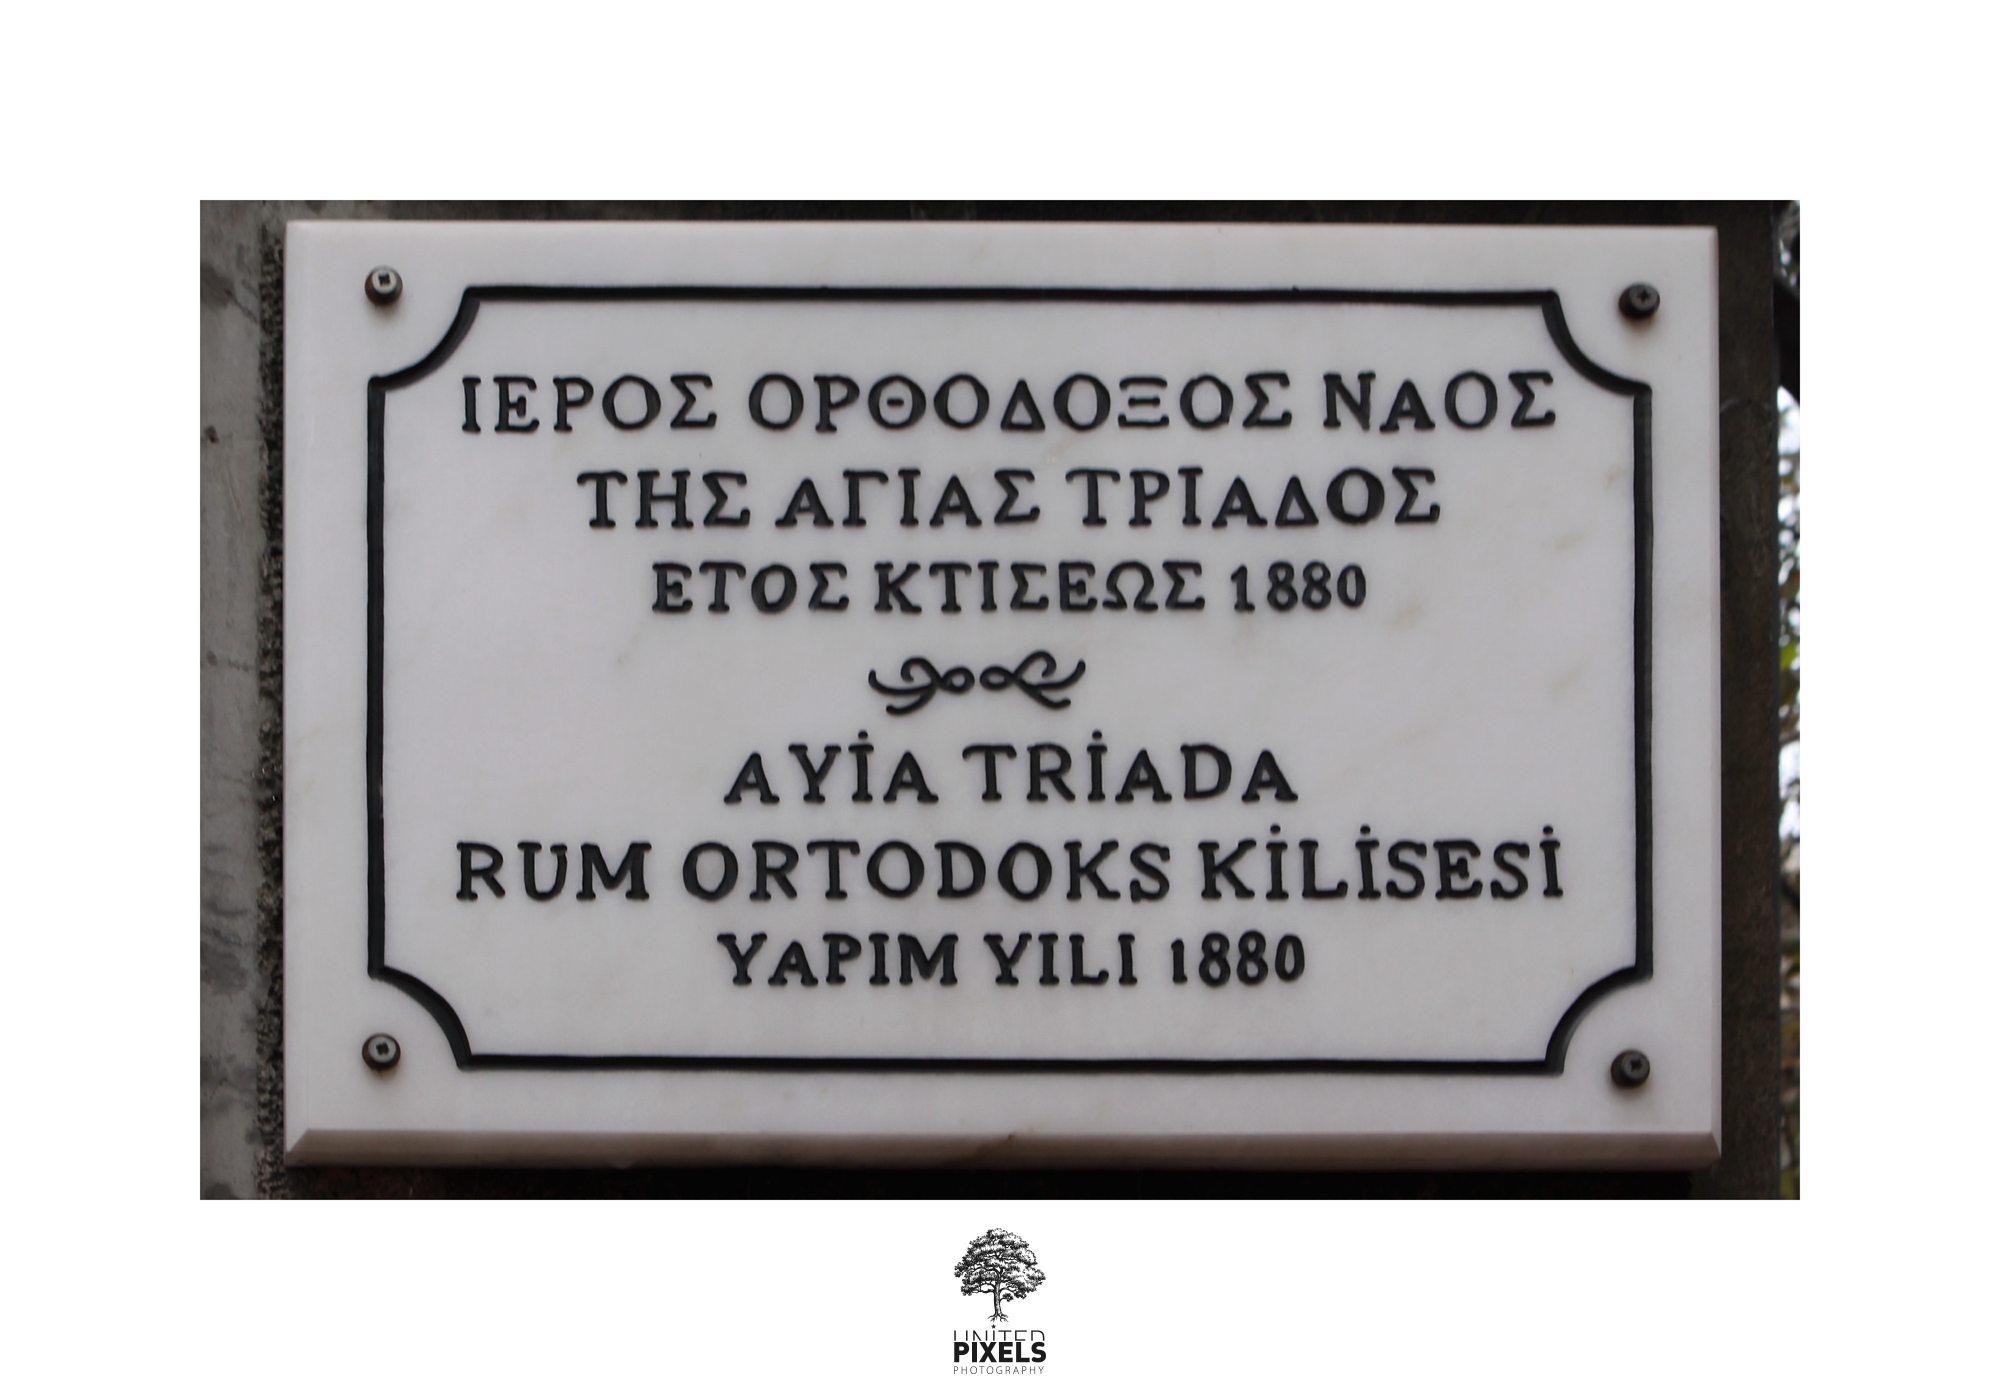 ΙΕΡΟΣ ΟΡΘΟΔΟΞΟΣ ΝΑΟΣ
ΤΗΣ ΑΓΙΑΣ ΤΡΙΑΔΟΣ
ΕΤΟΣ ΚΤΙΣΕΩΣ 1880
AYİA TRİADA
RUM ORTODOKS KİLİSESİ
YAPIM YILI 1880
UNITED
PIXELS
PHOTOGRAPHY